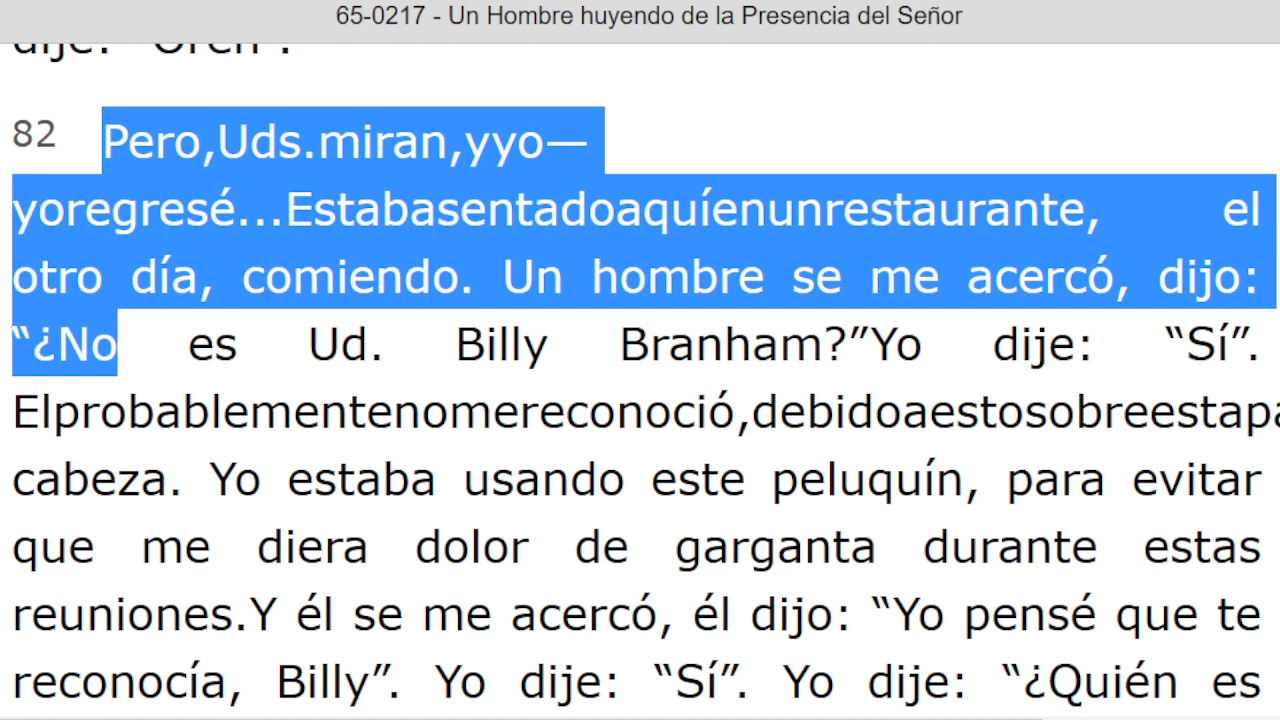 65-0217 - Un Hombre huyendo de la Presencia del Señor
dije: “Oren”.
82 Pero,Uds.miran,yyo—
yoregresé...Estabasentadoaquíenunrestaurante, el
otro día, comiendo. Un hombre se me acercó, dijo:
“¿No es Ud. Billy Branham?”Yo dije: “Sí”.
Elprobablementenomereconoció,debidoaestosobreestapa
cabeza. Yo estaba usando este peluquín, para evitar
que me diera dolor de garganta durante estas
reuniones.Y él se me acercó, él dijo: “Yo pensé que te
reconocía, Billy”. Yo dije: “Sí”. Yo dije: “¿Quién es